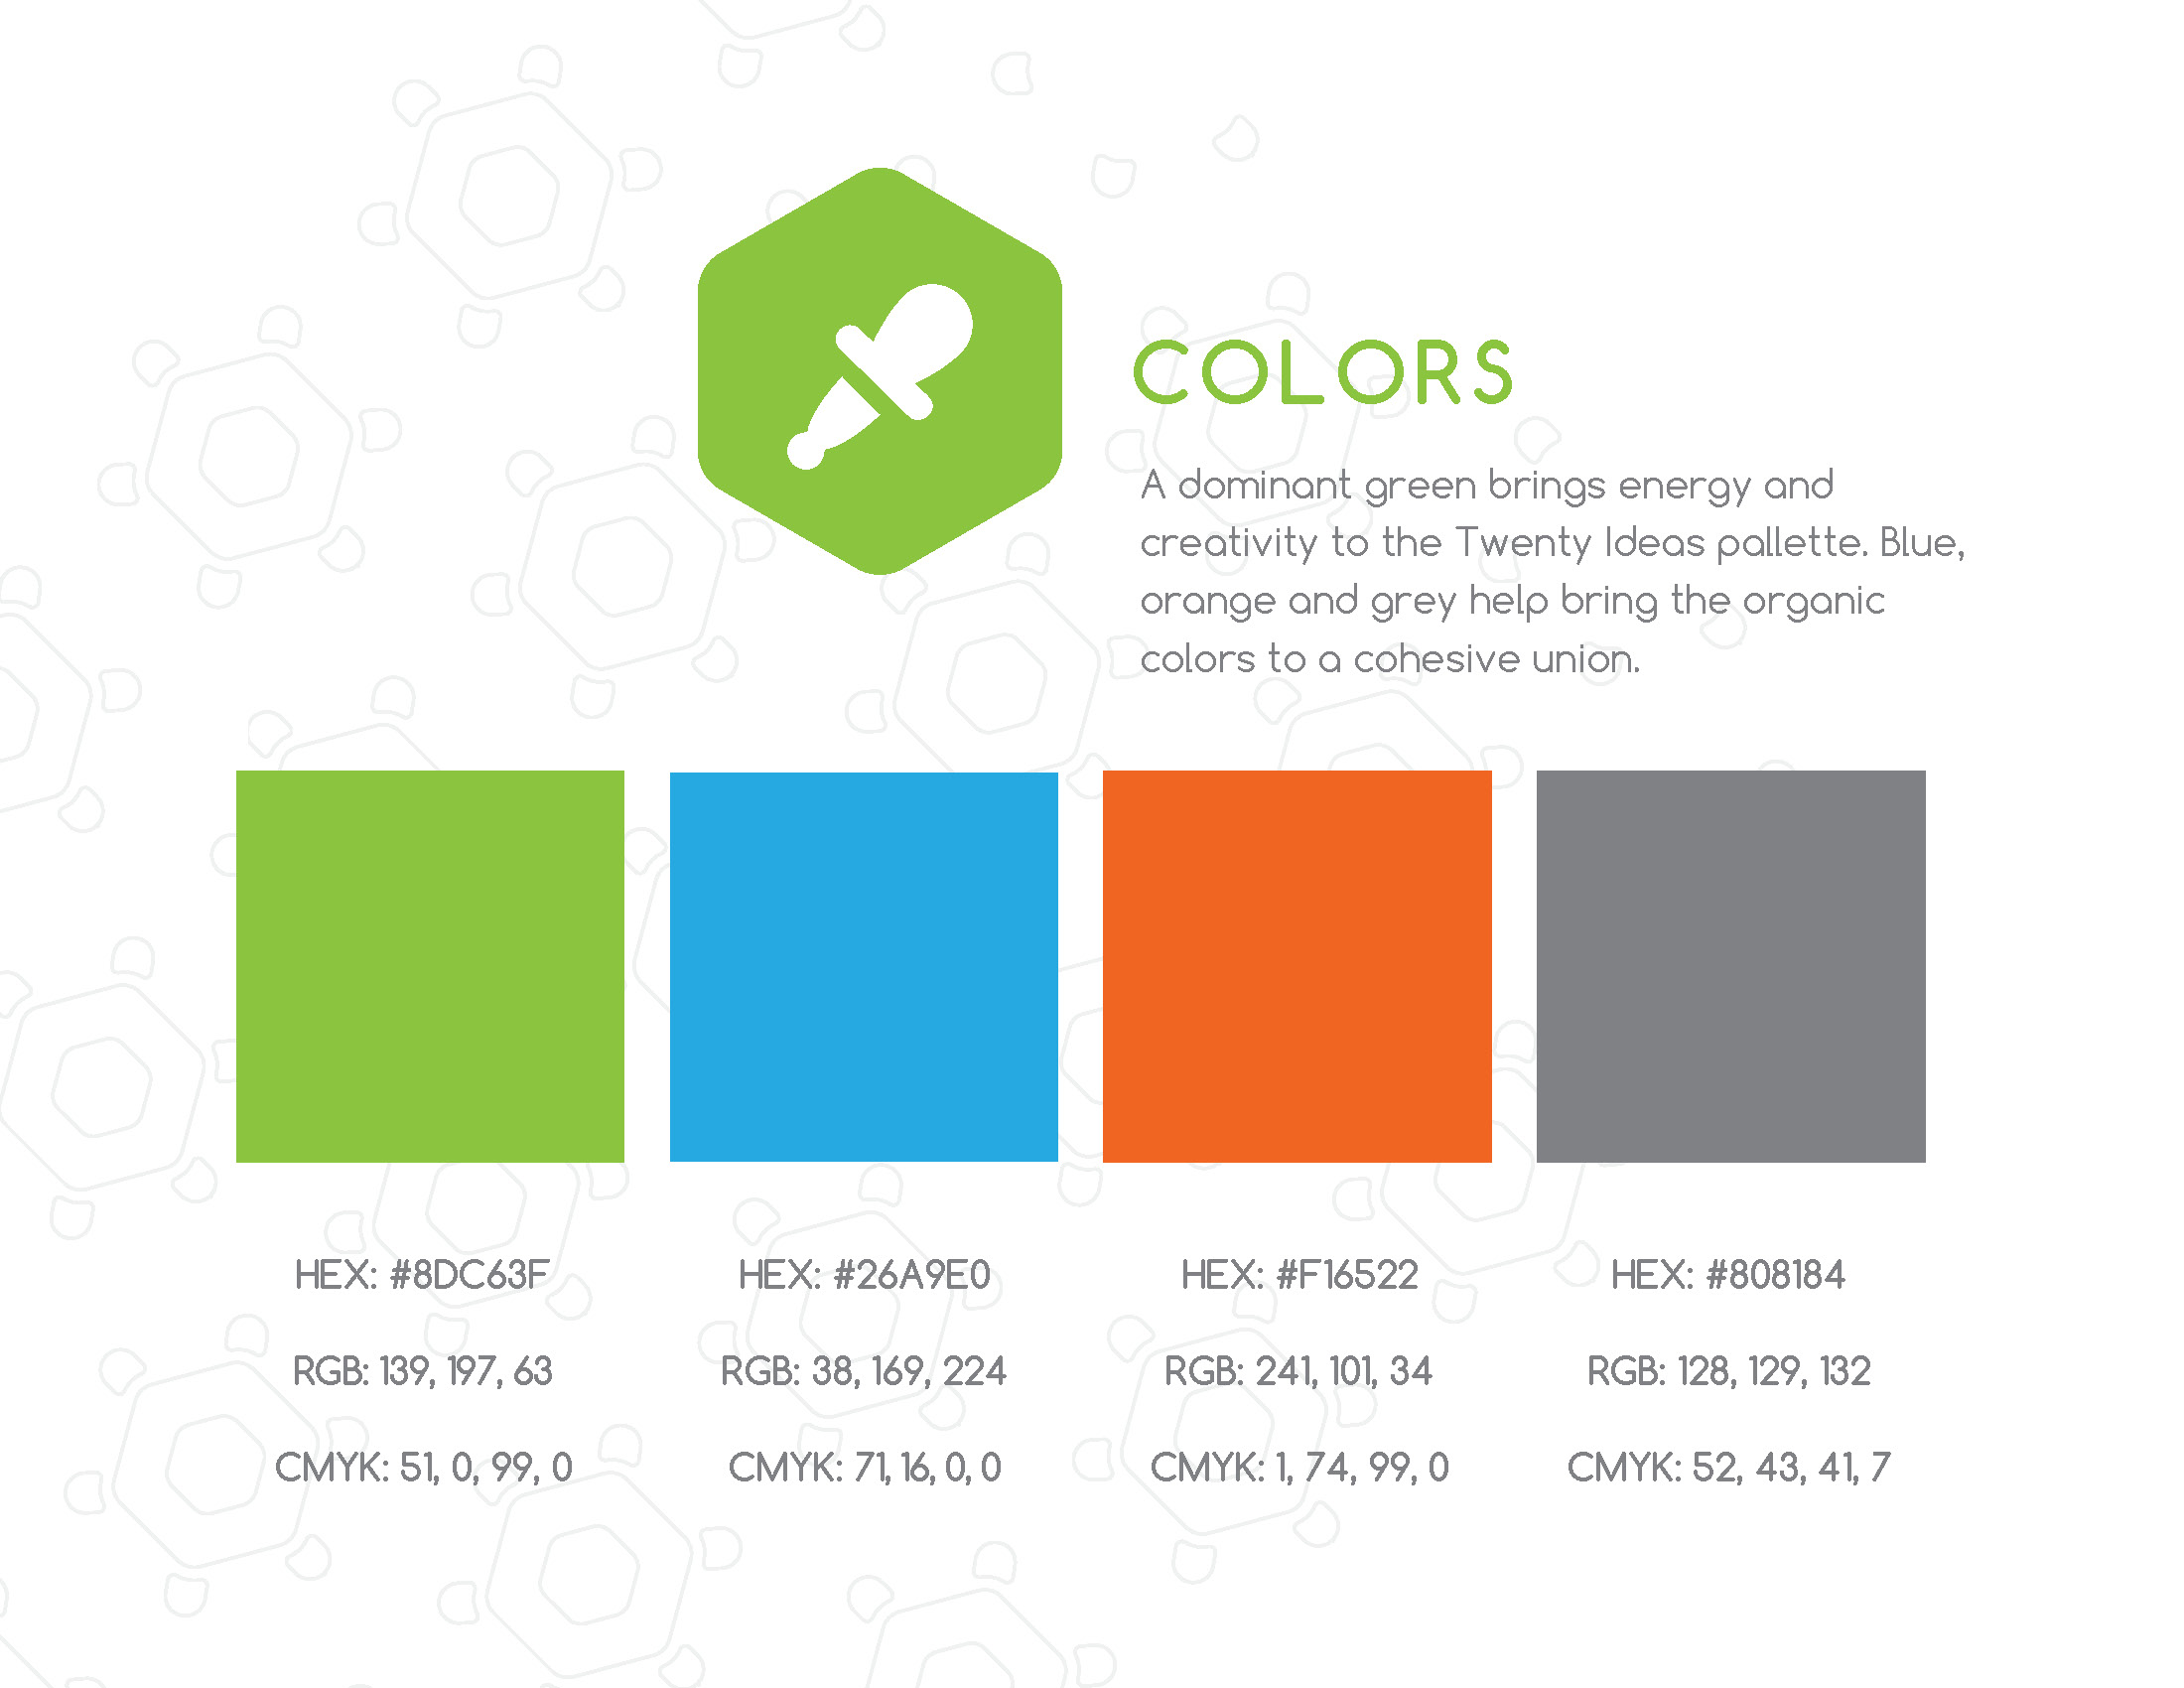 COLORS
A dominant green brings energy and
creativity to the Twenty Ideas pallette. Blue,
orange and grey help bring the organic
colors to a cohesive union.
HEX: #8DC63F
RGB: 139, 197, 63
CMYK: 51, 0, 99, 0
HEX: #26A9E0
RGB: 38, 169, 224
CMYK: 71, 16, 0, 0
HEX: #F16522
RGB: 241, 101, 34
CMYK: 1, 74, 99, 0
HEX: #808184
RGB: 128, 129, 132
CMYK: 52, 43, 41, 7